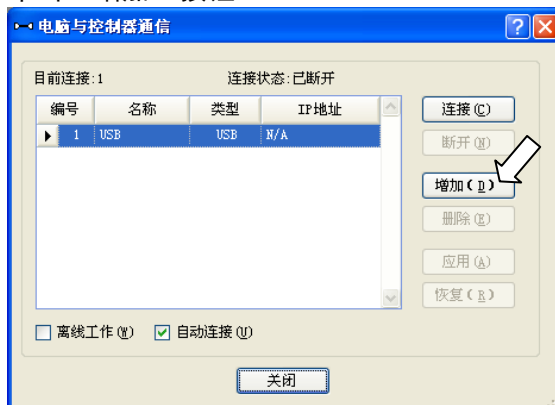 电脑与控制器通信
目前连接:1 连接状态:已断开
编号 名称 类型 IP地址
1 USB USB N/A
连接(C)
断开(N)
增加(D)
删除(E)
应用(A)
恢复(R)
离线工作(W) 自动连接(U)
关闭